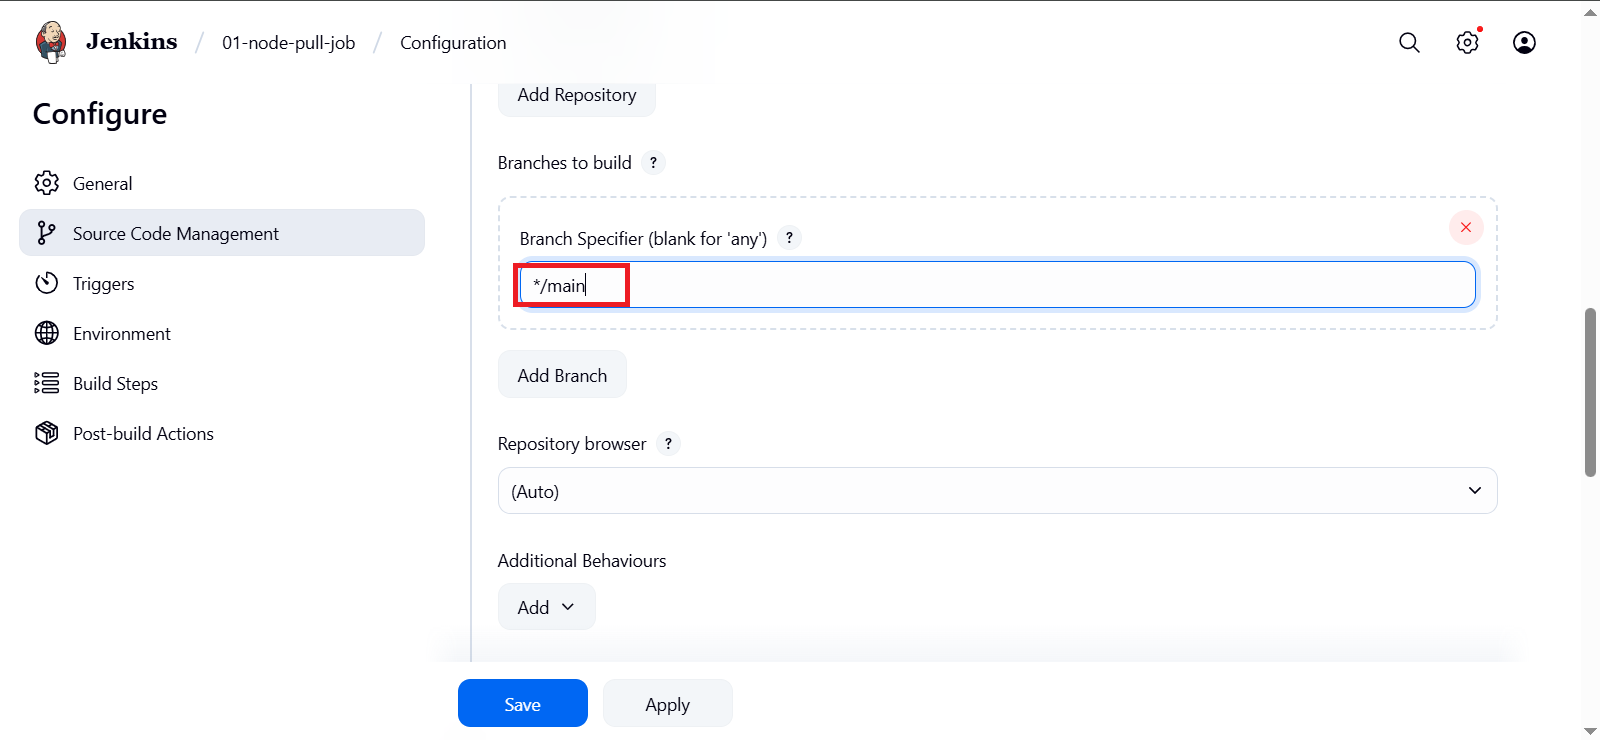 Jenkins / 01-node-pull-job / Configuration
Configure
General
Source Code Management
Triggers
Environment
Build Steps
Post-build Actions
Add Repository
Branches to build ?
Branch Specifier (blank for 'any') ?
*/main
Add Branch
Repository browser ?
(Auto)
Additional Behaviours
Add
Save
Apply